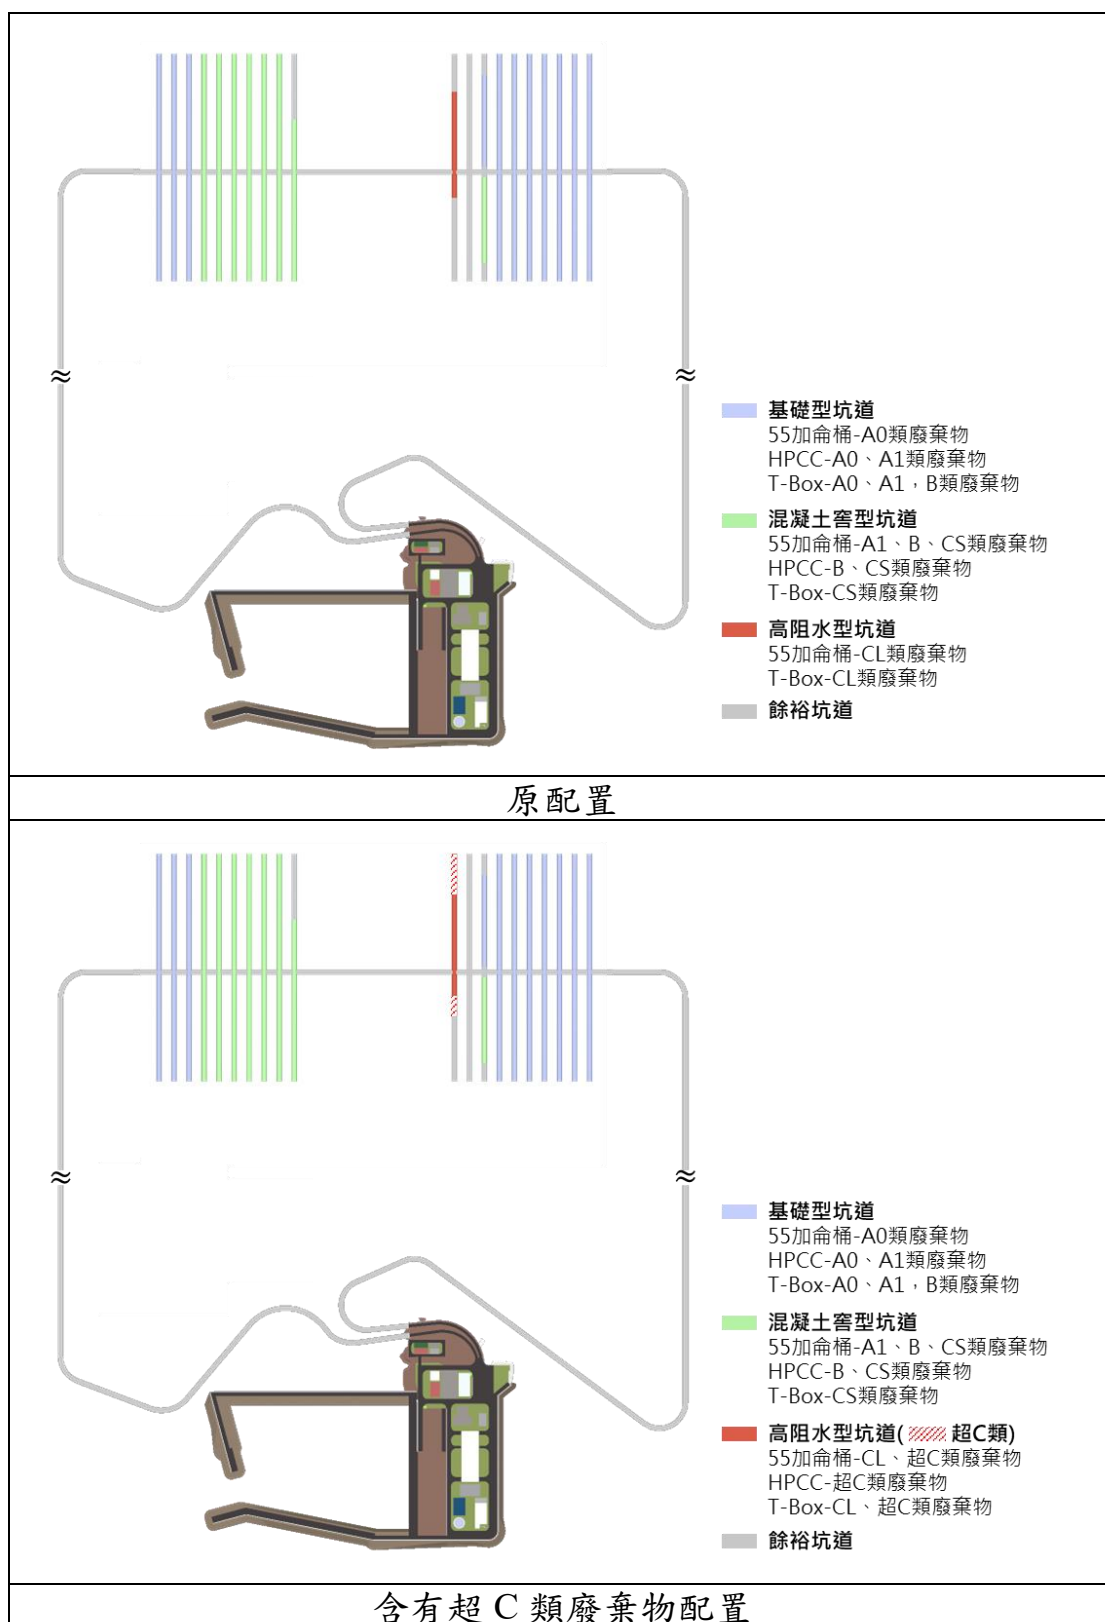 ≈
≈
基礎型坑道
55加侖桶-A0類廢棄物
HPCC-A0、A1類廢棄物
T-Box-A0、A1，B類廢棄物
混凝土窖型坑道
55加侖桶-A1、B、CS類廢棄物
HPCC-B、CS類廢棄物
T-Box-CS類廢棄物
高阻水型坑道
55加侖桶-CL類廢棄物
T-Box-CL類廢棄物
餘裕坑道
原配置
≈
≈
基礎型坑道
55加侖桶-A0類廢棄物
HPCC-A0、A1類廢棄物
T-Box-A0、A1，B類廢棄物
混凝土窖型坑道
55加侖桶-A1、B、CS類廢棄物
HPCC-B、CS類廢棄物
T-Box-CS類廢棄物
高阻水型坑道( 超C類)
55加侖桶-CL、超C類廢棄物
HPCC-超C類廢棄物
T-Box-CL、超C類廢棄物
餘裕坑道
含有超 C 類廢棄物配置